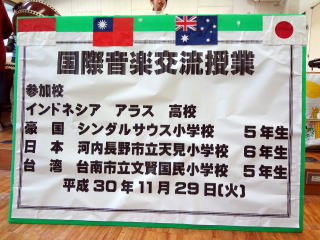 国際音楽交流授業
参加校
インドネシア アラス 高校
豪 国 シンダルサウス小学校 5年生
日 本 河内長野市立天見小学校 6年生
台 湾 台南市立文賢国民小学校 5年生
平成30年11月29日(火)